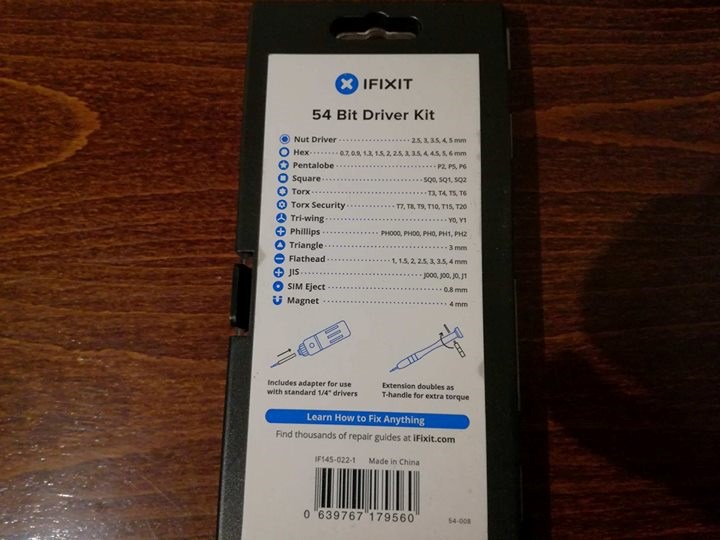 IFIXIT
54 Bit Driver Kit
Nut Driver 2.5, 3, 3.5, 4, 5 mm
Hex 0.7, 0.9, 1.3, 1.5, 2, 2.5, 3, 3.5, 4, 4.5, 5, 6 mm
Pentalobe P2, P5, P6
Square SQ0, SQ1, SQ2
Torx T3, T4, T5, T6
Torx Security T7, T8, T9, T10, T15, T20
Tri-wing Y0, Y1
Phillips PH000, PH00, PH0, PH1, PH2
Triangle 3 mm
Flathead 1, 1.5, 2, 2.5, 3, 3.5, 4 mm
JIS J000, J00, J0, J1
SIM Eject 0.8 mm
Magnet 4 mm
Includes adapter for use
with standard 1/4" drivers
Extension doubles as
T-handle for extra torque
Learn How to Fix Anything
Find thousands of repair guides at iFixit.com
IF145-022-1 Made in China
0 639767 179560
54-008